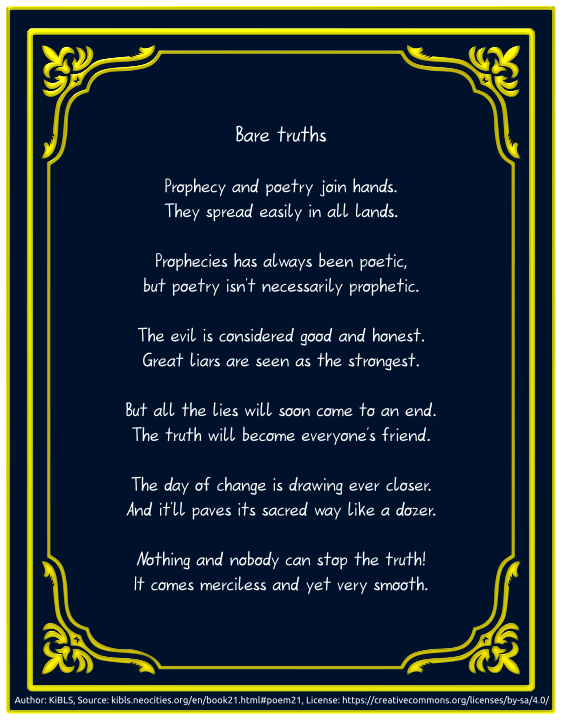 Bare truths
Prophecy and poetry join hands.
They spread easily in all lands.
Prophecies has always been poetic,
but poetry isn't necessarily prophetic.
The evil is considered good and honest.
Great liars are seen as the strongest.
But all the lies will soon come to an end.
The truth will become everyone's friend.
The day of change is drawing ever closer.
And it'll paves its sacred way like a dozer.
Nothing and nobody can stop the truth!
It comes merciless and yet very smooth.
Author: KiBLS, Source: kibls.neocities.org/en/book21.html#poem21, License: https://creativecommons.org/licenses/by-sa/4.0/